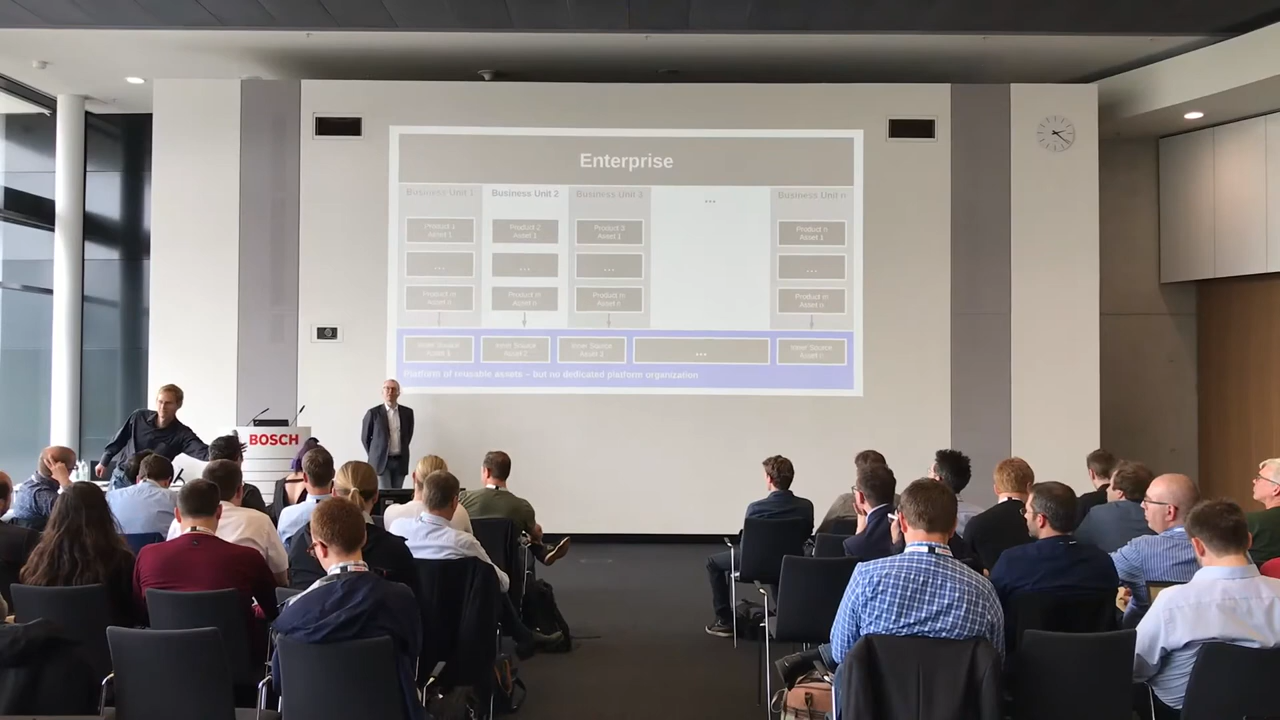 Enterprise
Business Unit 1
Business Unit 2
Business Unit 3
...
Business Unit n
Product 1
Asset 1
Product 2
Asset 1
Product 3
Asset 1
Product n
Asset 1
...
...
...
...
Product m
Asset n
Product m
Asset n
Product m
Asset n
Product m
Asset n
Inner Source
Asset 1
Inner Source
Asset 2
Inner Source
Asset 3
...
Inner Source
Asset n
Platform of reusable assets – but no dedicated platform organization
BOSCH